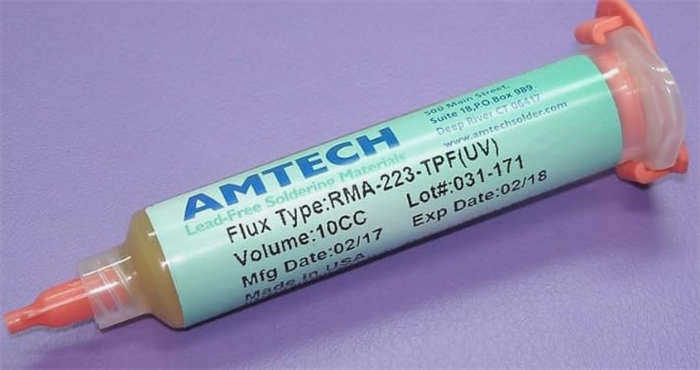 AMTECH
Lead-Free Soldering Materials
500 Main Street,
Suite 18,P.O.Box 989
Deep River CT 06417
www.amtechsolder.com
Flux Type:RMA-223-TPF(UV)
Volume:10CC Lot#:031-171
Mfg Date:02/17 Exp Date:02/18
Made in USA